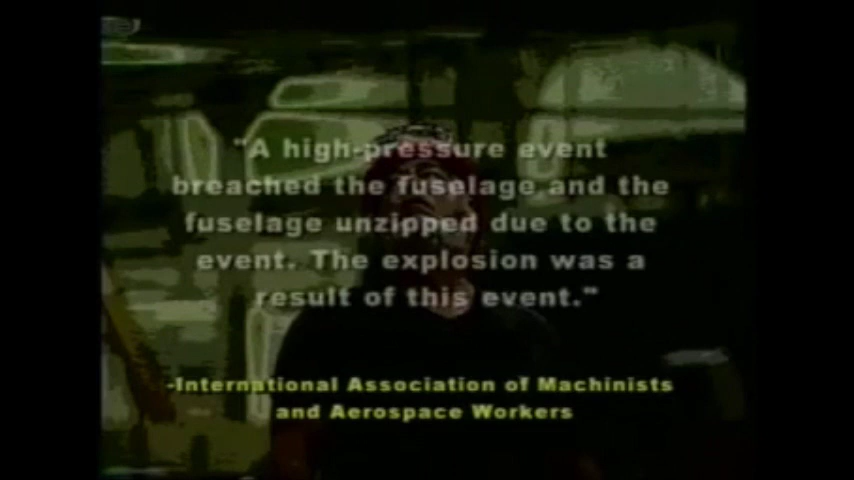 "A high-pressure event
breached the fuselage and the
fuselage unzipped due to the
event. The explosion was a
result of this event."
-International Association of Machinists
and Aerospace Workers